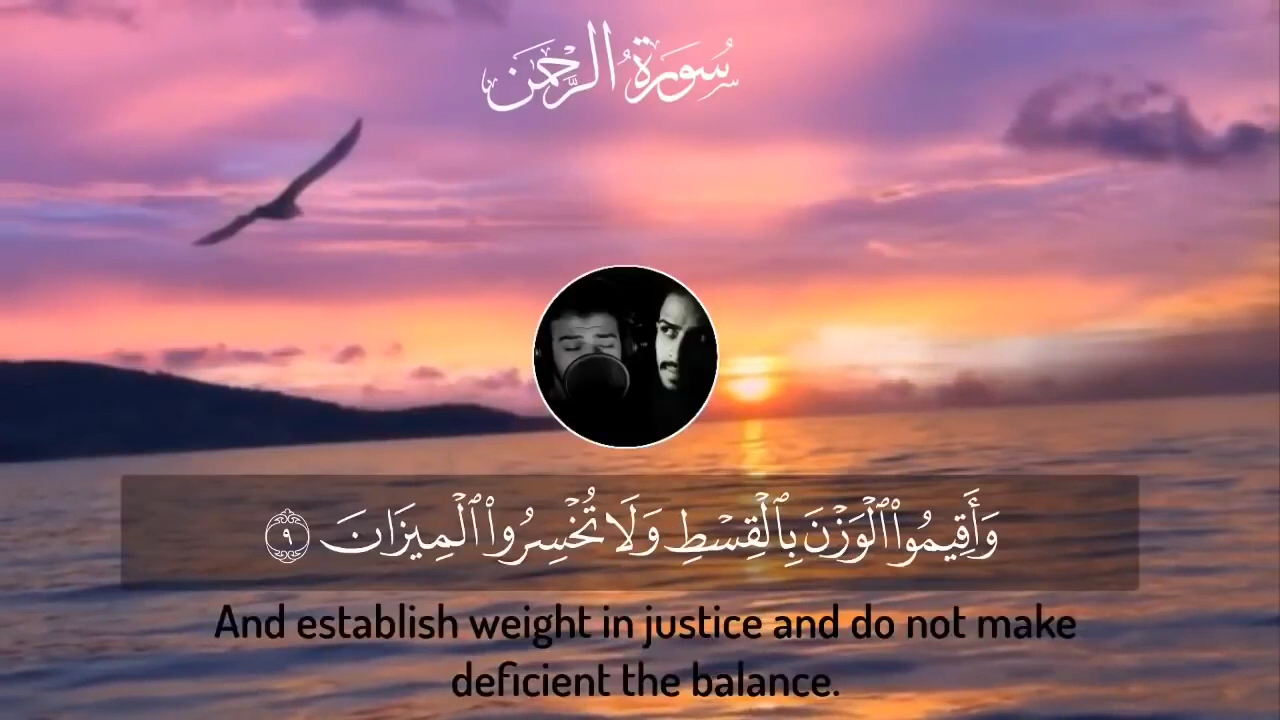 سُورَةُ الرَّحْمَن
وَأَقِيمُوا۟ ٱلْوَزْنَ بِٱلْقِسْطِ وَلَا تُخْسِرُوا۟ ٱلْمِيزَانَ ٩
And establish weight in justice and do not make
deficient the balance.